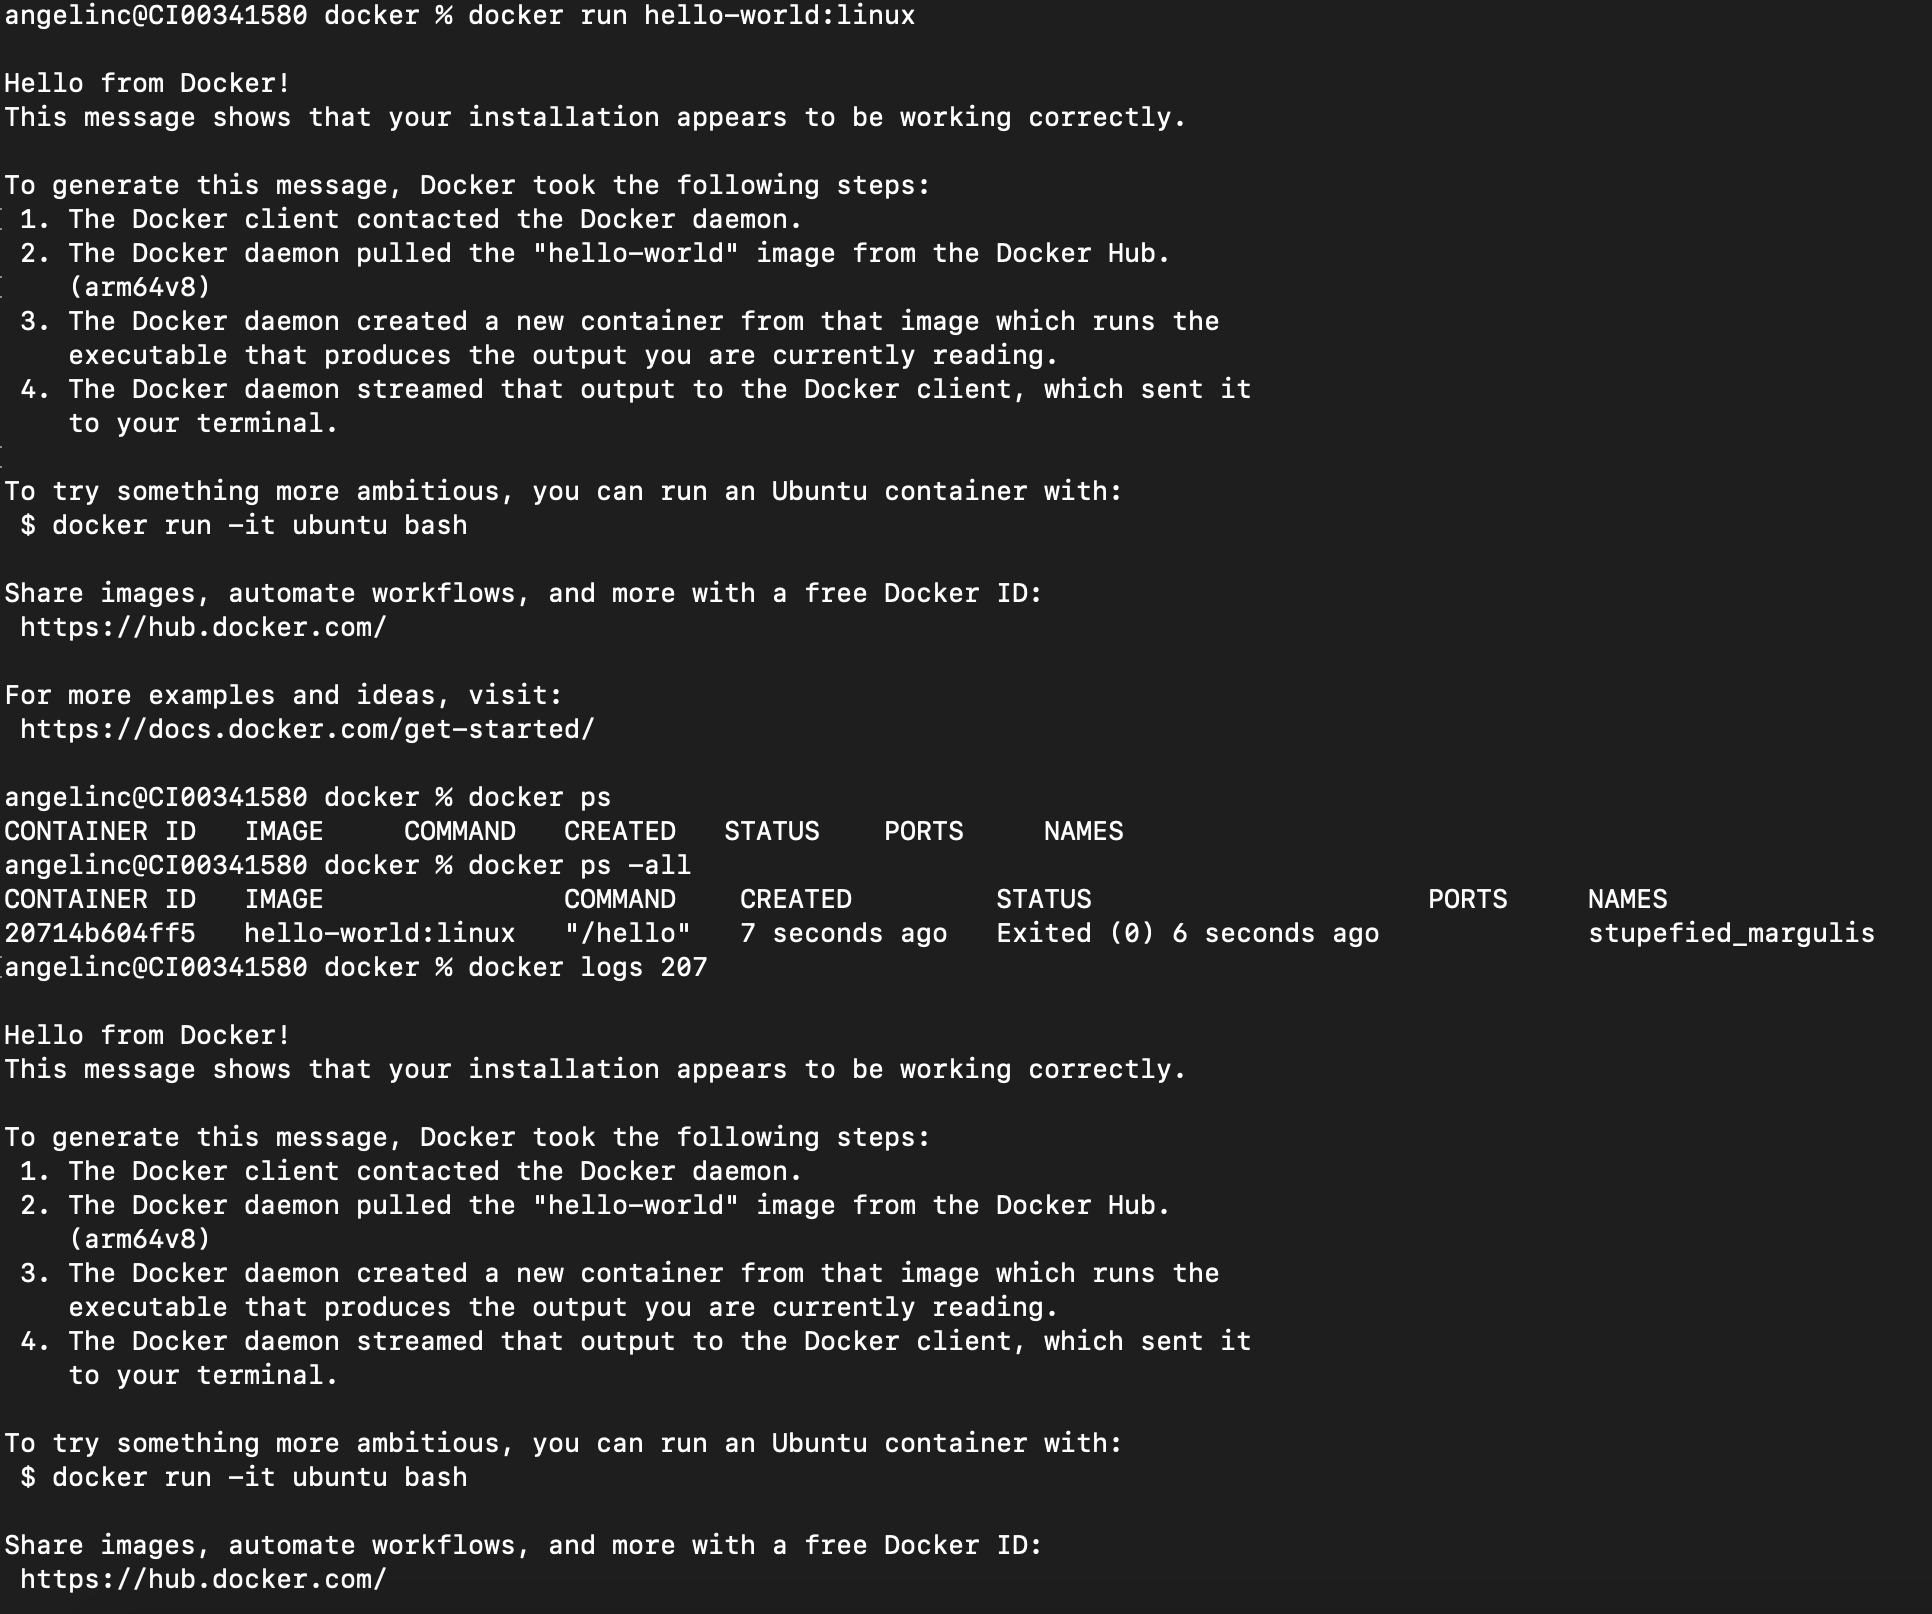 angelinc@CI00341580 docker % docker run hello-world:linux
Hello from Docker!
This message shows that your installation appears to be working correctly.
To generate this message, Docker took the following steps:
 1. The Docker client contacted the Docker daemon.
 2. The Docker daemon pulled the "hello-world" image from the Docker Hub.
    (arm64v8)
 3. The Docker daemon created a new container from that image which runs the
    executable that produces the output you are currently reading.
 4. The Docker daemon streamed that output to the Docker client, which sent it
    to your terminal.
To try something more ambitious, you can run an Ubuntu container with:
 $ docker run -it ubuntu bash
Share images, automate workflows, and more with a free Docker ID:
 https://hub.docker.com/
For more examples and ideas, visit:
 https://docs.docker.com/get-started/
angelinc@CI00341580 docker % docker ps
CONTAINER ID   IMAGE     COMMAND   CREATED   STATUS    PORTS     NAMES
angelinc@CI00341580 docker % docker ps -all
CONTAINER ID   IMAGE               COMMAND    CREATED         STATUS                     PORTS     NAMES
20714b604ff5   hello-world:linux   "/hello"   7 seconds ago   Exited (0) 6 seconds ago             stupefied_margulis
angelinc@CI00341580 docker % docker logs 207
Hello from Docker!
This message shows that your installation appears to be working correctly.
To generate this message, Docker took the following steps:
 1. The Docker client contacted the Docker daemon.
 2. The Docker daemon pulled the "hello-world" image from the Docker Hub.
    (arm64v8)
 3. The Docker daemon created a new container from that image which runs the
    executable that produces the output you are currently reading.
 4. The Docker daemon streamed that output to the Docker client, which sent it
    to your terminal.
To try something more ambitious, you can run an Ubuntu container with:
 $ docker run -it ubuntu bash
Share images, automate workflows, and more with a free Docker ID:
 https://hub.docker.com/